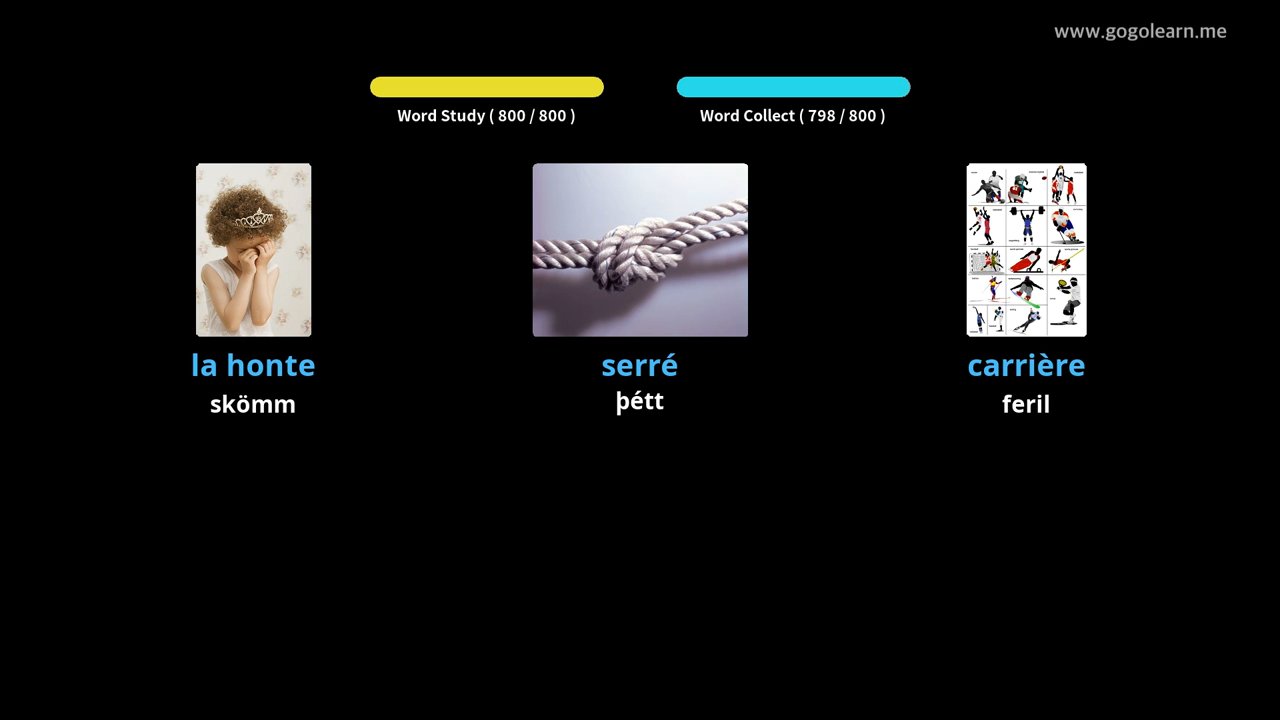 www.gogolearn.me
Word Study ( 800 / 800 )
Word Collect ( 798 / 800 )
la honte
serré
carrière
skömm
þétt
feril